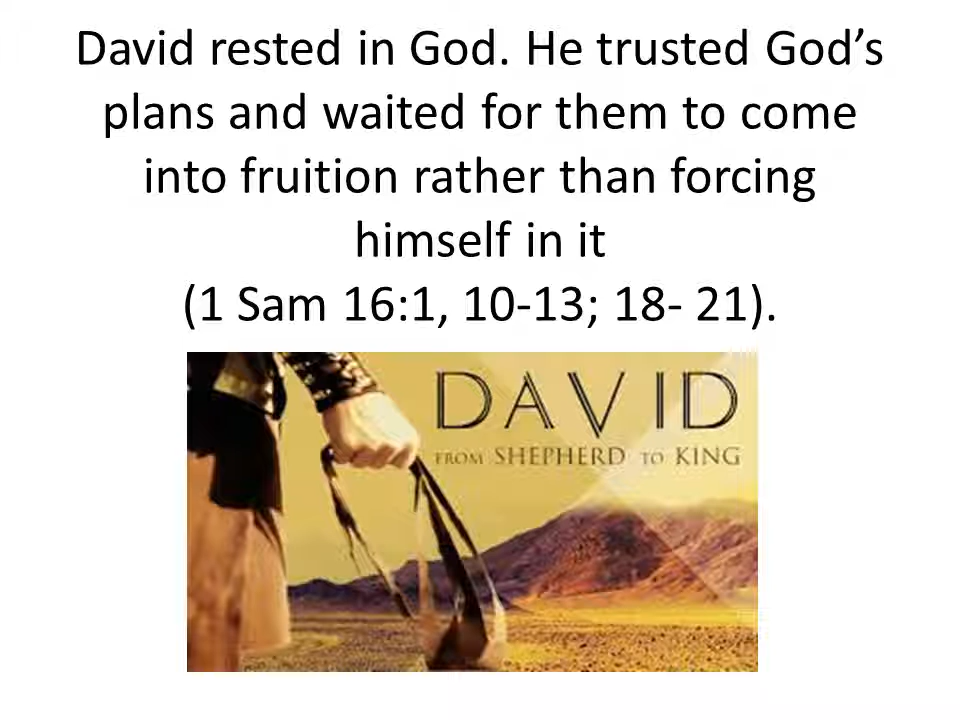 David rested in God. He trusted God’s
plans and waited for them to come
into fruition rather than forcing
himself in it
(1 Sam 16:1, 10-13; 18- 21).
DAVID
FROM SHEPHERD TO KING